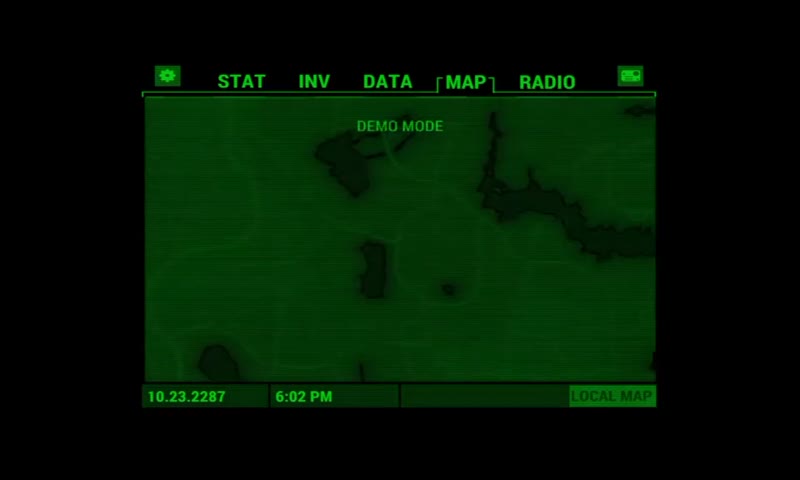 STAT INV DATA MAP RADIO
DEMO MODE
10.23.2287 6:02 PM LOCAL MAP